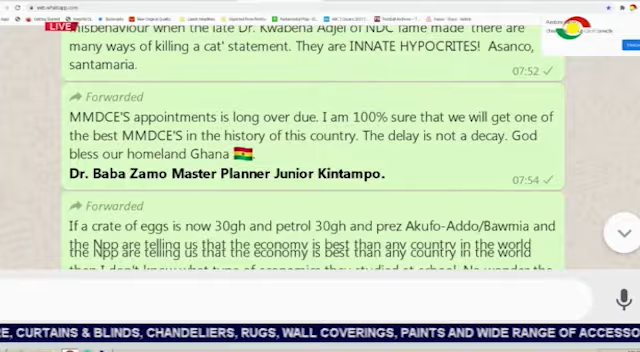 web.whatsapp.com
LIVE
misbehaviour when the late Dr. Kwabena Adjei of NDC fame made 'there are
many ways of killing a cat' statement. They are INNATE HYPOCRITES! Asanco,
santamaria.
07:52
Forwarded
MMDCE'S appointments is long over due. I am 100% sure that we will get one of
the best MMDCE'S in the history of this country. The delay is not a decay. God
bless our homeland Ghana 🇬🇭.
Dr. Baba Zamo Master Planner Junior Kintampo.
07:54
Forwarded
If a crate of eggs is now 30gh and petrol 30gh and prez Akufo-Addo/Bawmia and
the Npp are telling us that the economy is best than any country in the world
E, CURTAINS & BLINDS, CHANDELIERS, RUGS, WALL COVERINGS, PAINTS AND WIDE RANGE OF ACCESSO